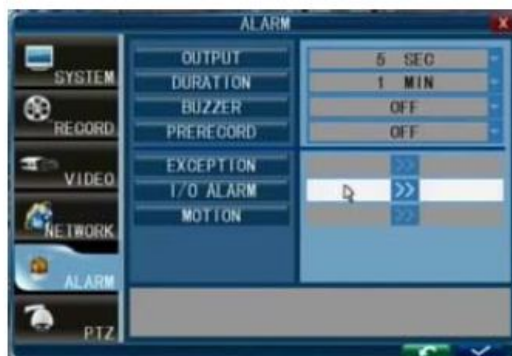 ALARM
X
SYSTEM
RECORD
VIDEO
NETWORK
ALARM
PTZ
OUTPUT 5 SEC
DURATION 1 MIN
BUZZER OFF
PRERECORD OFF
EXCEPTION >>
I/O ALARM >>
MOTION >>